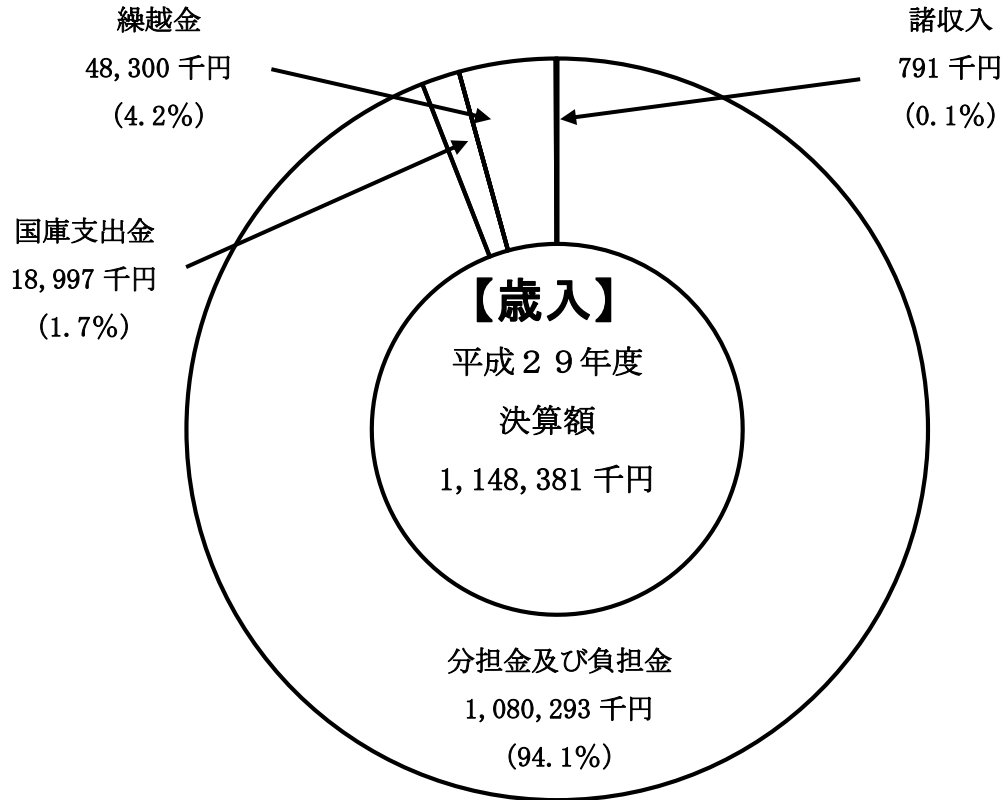 繰越金
48,300 千円
(4.2%)
諸収入
791 千円
(0.1%)
国庫支出金
18,997 千円
(1.7%)
【歳入】
平成２９年度
決算額
1,148,381 千円
分担金及び負担金
1,080,293 千円
(94.1%)